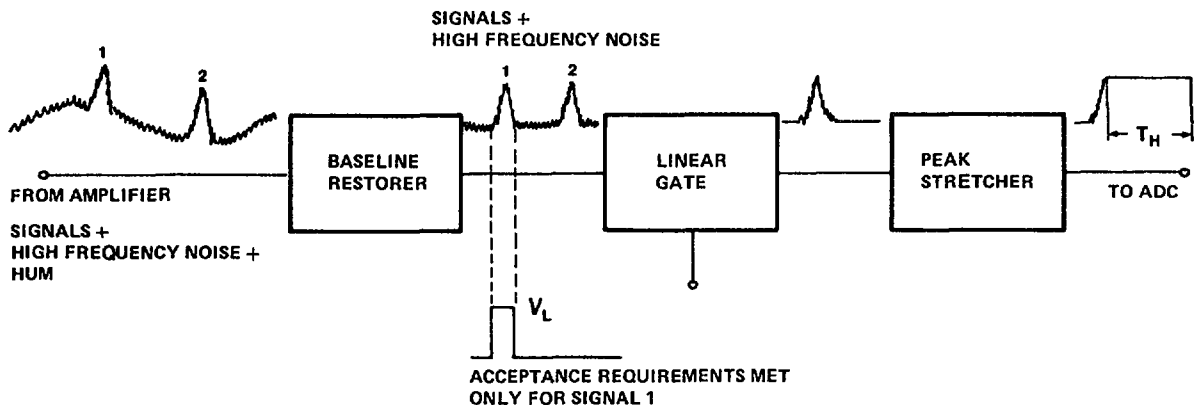 SIGNALS +
HIGH FREQUENCY NOISE
1
2
1
2
BASELINE
RESTORER
LINEAR
GATE
PEAK
STRETCHER
T_H
FROM AMPLIFIER
TO ADC
SIGNALS +
HIGH FREQUENCY NOISE +
HUM
V_L
ACCEPTANCE REQUIREMENTS MET
ONLY FOR SIGNAL 1